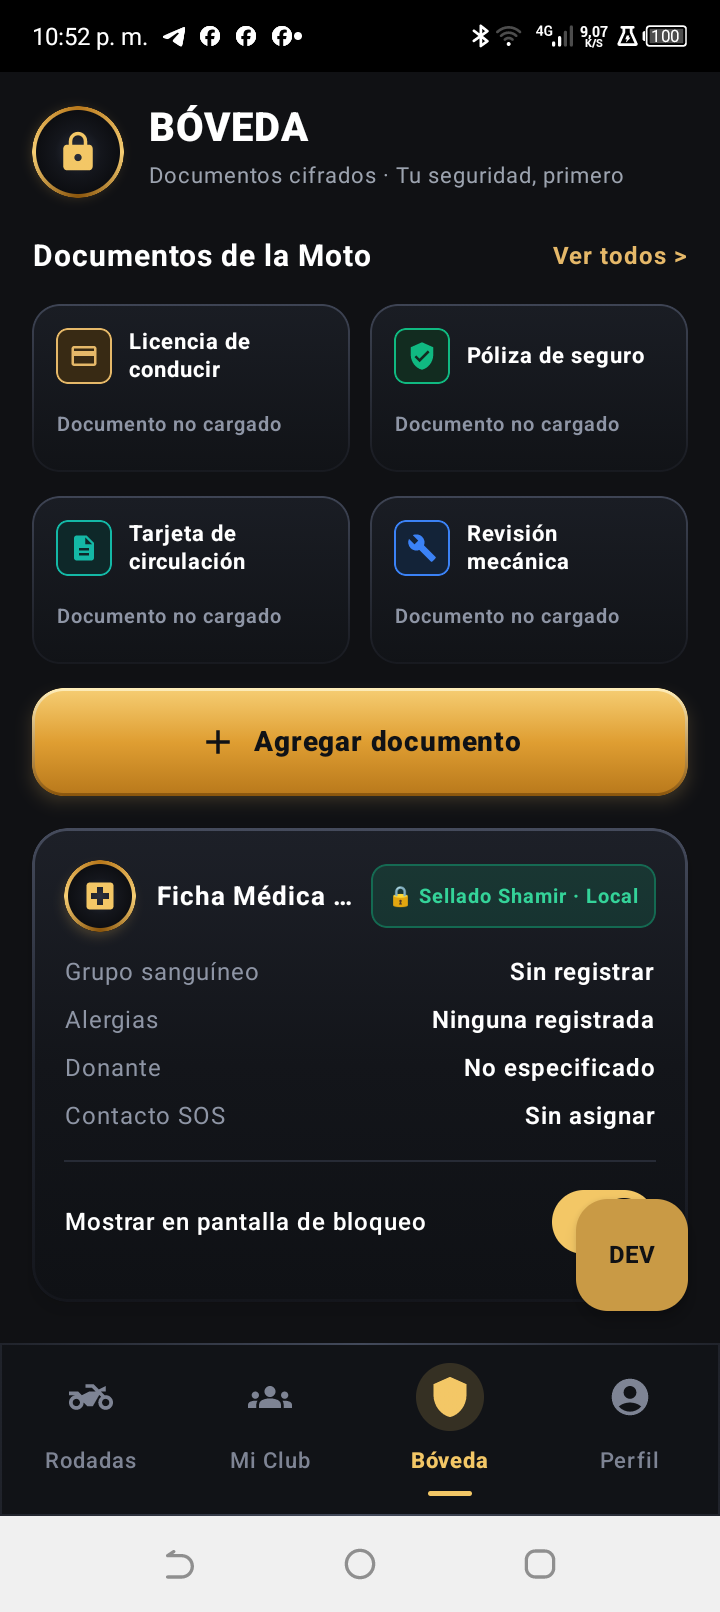 10:52 p. m.
4G 9,07 K/S 100
BÓVEDA
Documentos cifrados · Tu seguridad, primero
Documentos de la Moto
Ver todos >
Licencia de
conducir
Documento no cargado
Póliza de seguro
Documento no cargado
Tarjeta de
circulación
Documento no cargado
Revisión
mecánica
Documento no cargado
+ Agregar documento
Ficha Médica ...
🔒 Sellado Shamir · Local
Grupo sanguíneo Sin registrar
Alergias Ninguna registrada
Donante No especificado
Contacto SOS Sin asignar
Mostrar en pantalla de bloqueo
DEV
Rodadas Mi Club Bóveda Perfil